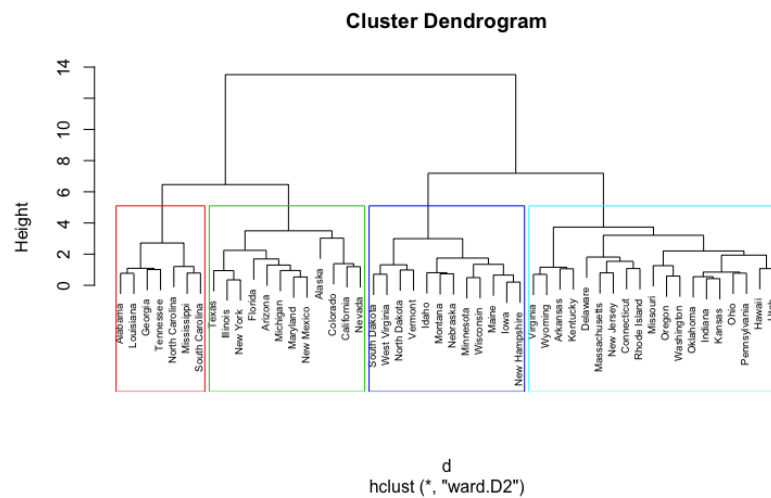 Cluster Dendrogram
Height
14
10
8
6
4
2
0
Alabama
Louisiana
Georgia
Tennessee
North Carolina
Mississippi
South Carolina
Texas
Illinois
New York
Florida
Arizona
Michigan
Maryland
New Mexico
Alaska
Colorado
California
Nevada
South Dakota
West Virginia
North Dakota
Vermont
Idaho
Montana
Nebraska
Minnesota
Wisconsin
Maine
Iowa
New Hampshire
Virginia
Wyoming
Arkansas
Kentucky
Delaware
Massachusetts
New Jersey
Connecticut
Rhode Island
Missouri
Oregon
Washington
Oklahoma
Indiana
Kansas
Ohio
Pennsylvania
Hawaii
Utah
d
hclust (*, "ward.D2")